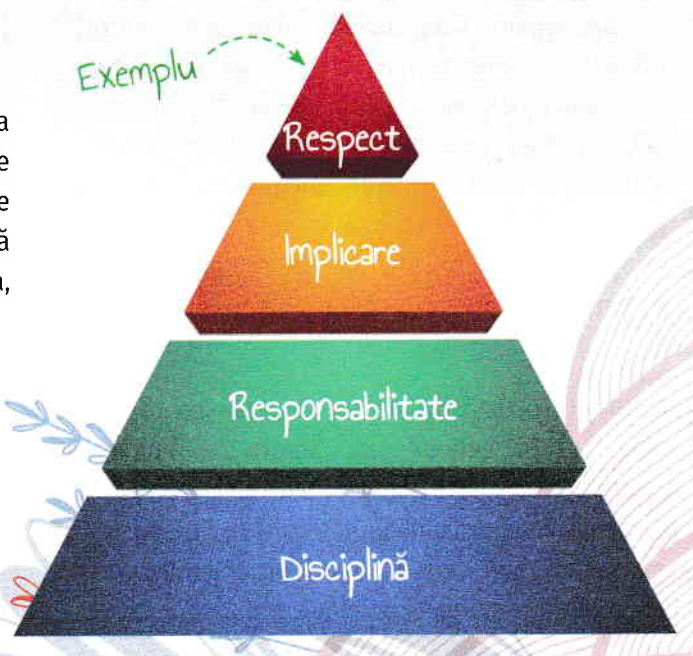 Exemplu
a
e
e
ă
Respect
Implicare
Responsabilitate
Disciplină